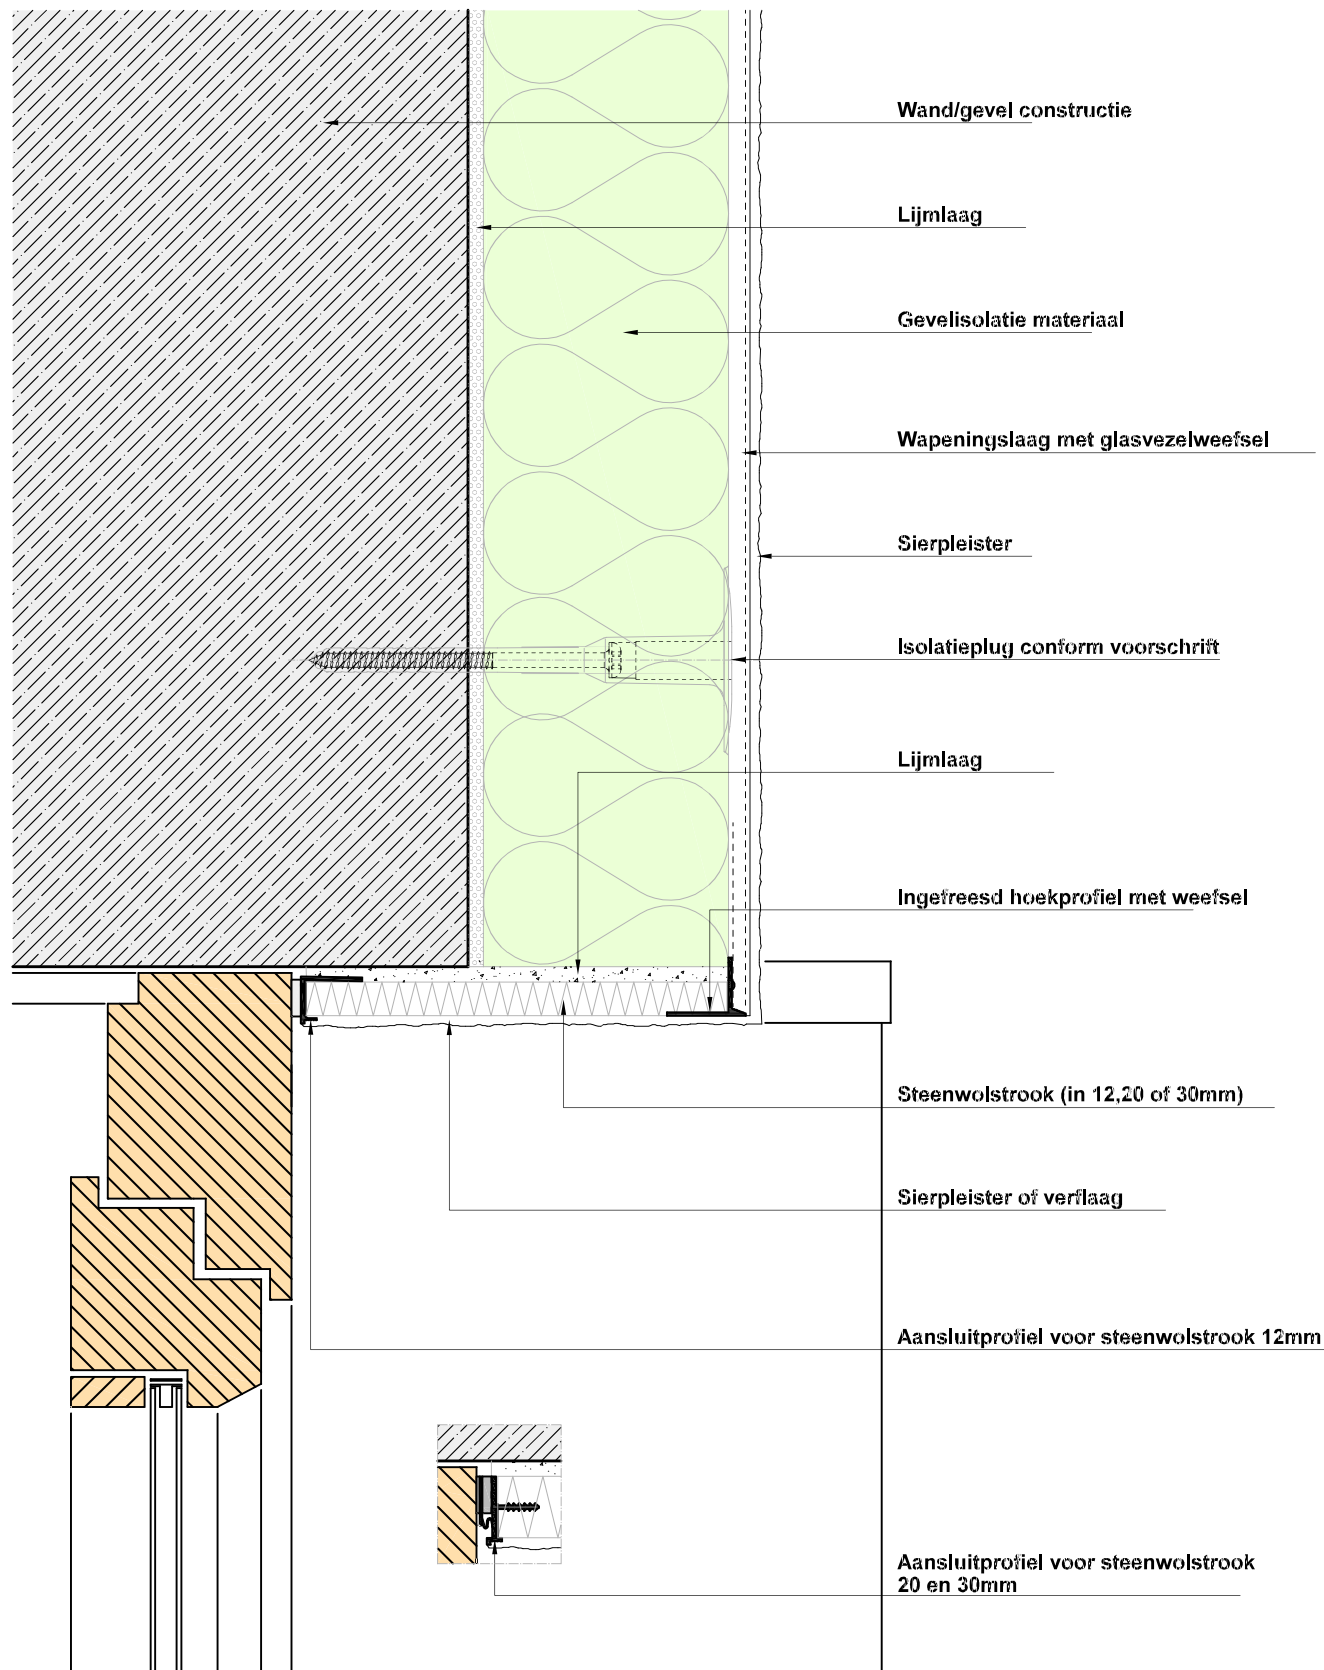 Wand/gevel constructie
Lijmlaag
Gevelisolatie materiaal
Wapeningslaag met glasvezelweefsel
Sierpleister
Isolatieplug conform voorschrift
Lijmlaag
Ingefreesd hoekprofiel met weefsel
Steenwolstrook (in 12,20 of 30mm)
Sierpleister of verflaag
Aansluitprofiel voor steenwolstrook 12mm
Aansluitprofiel voor steenwolstrook
20 en 30mm